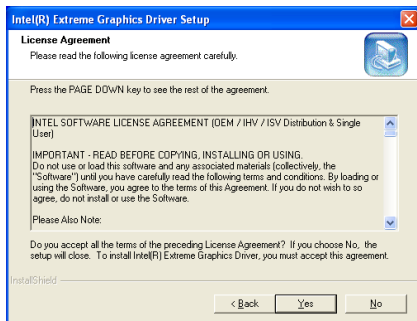 Intel(R) Extreme Graphics Driver Setup
License Agreement
Please read the following license agreement carefully.
Press the PAGE DOWN key to see the rest of the agreement.
INTEL SOFTWARE LICENSE AGREEMENT (OEM / IHV / ISV Distribution & Single
User)
IMPORTANT - READ BEFORE COPYING, INSTALLING OR USING.
Do not use or load this software and any associated materials (collectively, the
"Software") until you have carefully read the following terms and conditions. By loading or
using the Software, you agree to the terms of this Agreement. If you do not wish to so
agree, do not install or use the Software.
Please Also Note:
Do you accept all the terms of the preceding License Agreement? If you choose No, the
setup will close. To install Intel(R) Extreme Graphics Driver, you must accept this agreement.
InstallShield
< Back Yes No